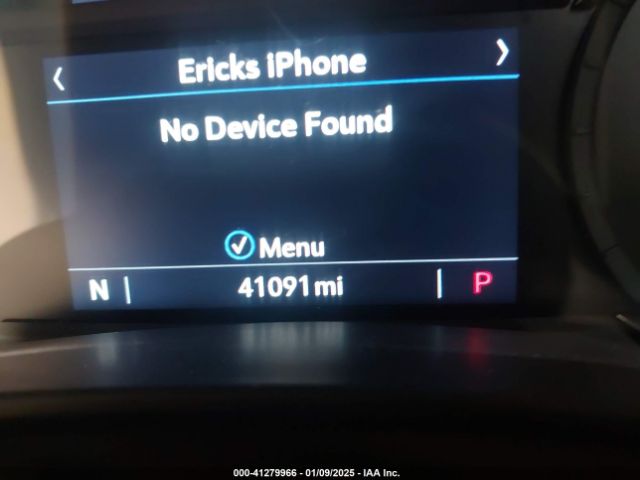 Ericks iPhone
No Device Found
Menu
N | 41091 mi | P
000-41279966 - 01/09/2025 - IAA Inc.